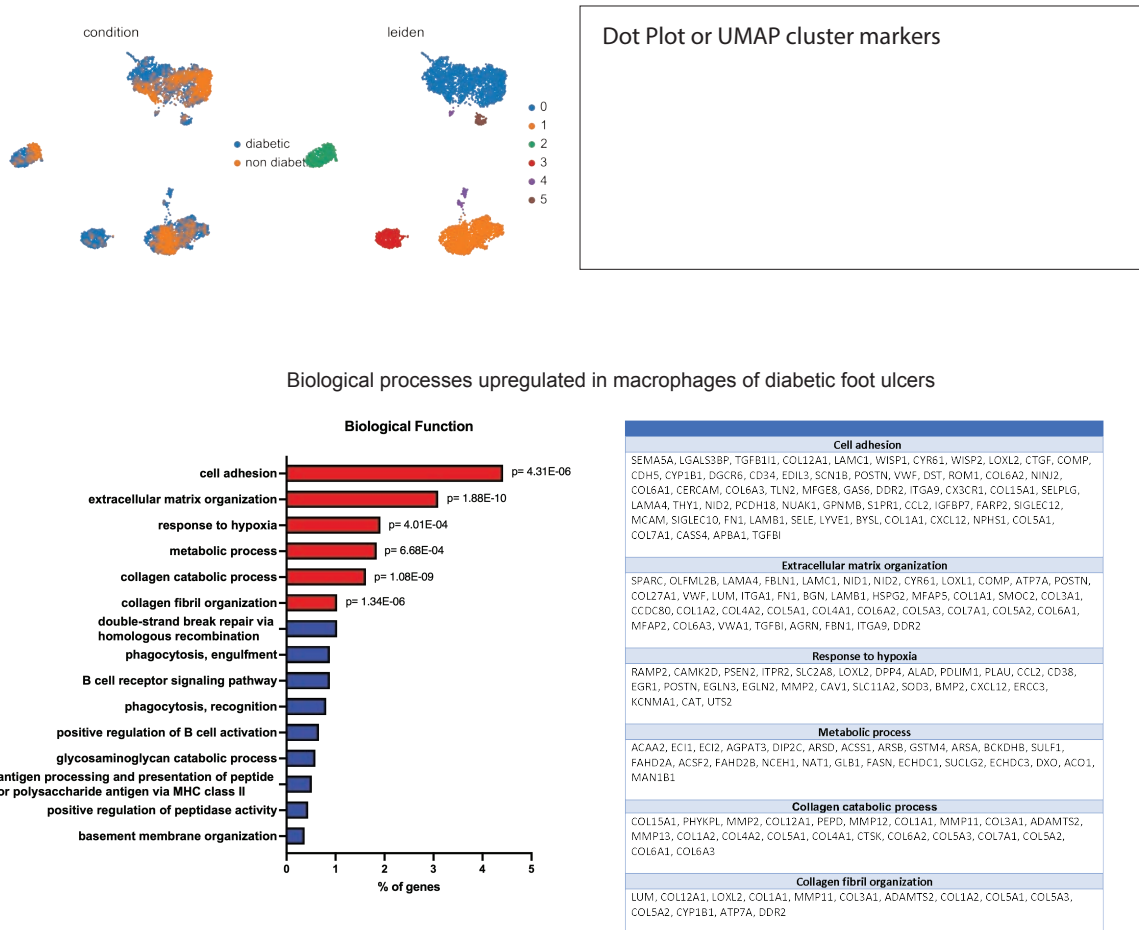 condition
leiden
Dot Plot or UMAP cluster markers
diabetic
non diabet
0
1
2
3
4
5
Biological processes upregulated in macrophages of diabetic foot ulcers
Biological Function
cell adhesion
p= 4.31E-06
extracellular matrix organization
p= 1.88E-10
response to hypoxia
p= 4.01E-04
metabolic process
p= 6.68E-04
collagen catabolic process
p= 1.08E-09
collagen fibril organization
p= 1.34E-06
double-strand break repair via
homologous recombination
phagocytosis, engulfment
B cell receptor signaling pathway
phagocytosis, recognition
positive regulation of B cell activation
glycosaminoglycan catabolic process
antigen processing and presentation of peptide
or polysaccharide antigen via MHC class II
positive regulation of peptidase activity
basement membrane organization
0 1 2 3 4 5
% of genes
Cell adhesion
SEMA5A, LGALS3BP, TGFB1I1, COL12A1, LAMC1, WISP1, CYR61, WISP2, LOXL2, CTGF, COMP,
CDH5, CYP1B1, DGCR6, CD34, EDIL3, SCN1B, POSTN, VWF, DST, ROM1, COL6A2, NINJ2,
COL6A1, CERCAM, COL6A3, TLN2, MFGE8, GAS6, DDR2, ITGA9, CX3CR1, COL15A1, SELPLG,
LAMA4, THY1, NID2, PCDH18, NUAK1, GPNMB, S1PR1, CCL2, IGFBP7, FARP2, SIGLEC12,
MCAM, SIGLEC10, FN1, LAMB1, SELE, LYVE1, BYSL, COL1A1, CXCL12, NPHS1, COL5A1,
COL7A1, CASS4, APBA1, TGFBI
Extracellular matrix organization
SPARC, OLFML2B, LAMA4, FBLN1, LAMC1, NID1, NID2, CYR61, LOXL1, COMP, ATP7A, POSTN,
COL27A1, VWF, LUM, ITGA1, FN1, BGN, LAMB1, HSPG2, MFAP5, COL1A1, SMOC2, COL3A1,
CCDC80, COL1A2, COL4A2, COL5A1, COL4A1, COL6A2, COL5A3, COL7A1, COL5A2, COL6A1,
MFAP2, COL6A3, VWA1, TGFBI, AGRN, FBN1, ITGA9, DDR2
Response to hypoxia
RAMP2, CAMK2D, PSEN2, ITPR2, SLC2A8, LOXL2, DPP4, ALAD, PDLIM1, PLAU, CCL2, CD38,
EGR1, POSTN, EGLN3, EGLN2, MMP2, CAV1, SLC11A2, SOD3, BMP2, CXCL12, ERCC3,
KCNMA1, CAT, UTS2
Metabolic process
ACAA2, ECI1, ECI2, AGPAT3, DIP2C, ARSD, ACSS1, ARSB, GSTM4, ARSA, BCKDHB, SULF1,
FAHD2A, ACSF2, FAHD2B, NCEH1, NAT1, GLB1, FASN, ECHDC1, SUCLG2, ECHDC3, DXO, ACO1,
MAN1B1
Collagen catabolic process
COL15A1, PHYKPL, MMP2, COL12A1, PEPD, MMP12, COL1A1, MMP11, COL3A1, ADAMTS2,
MMP13, COL1A2, COL4A2, COL5A1, COL4A1, CTSK, COL6A2, COL5A3, COL7A1, COL5A2,
COL6A1, COL6A3
Collagen fibril organization
LUM, COL12A1, LOXL2, COL1A1, MMP11, COL3A1, ADAMTS2, COL1A2, COL5A1, COL5A3,
COL5A2, CYP1B1, ATP7A, DDR2